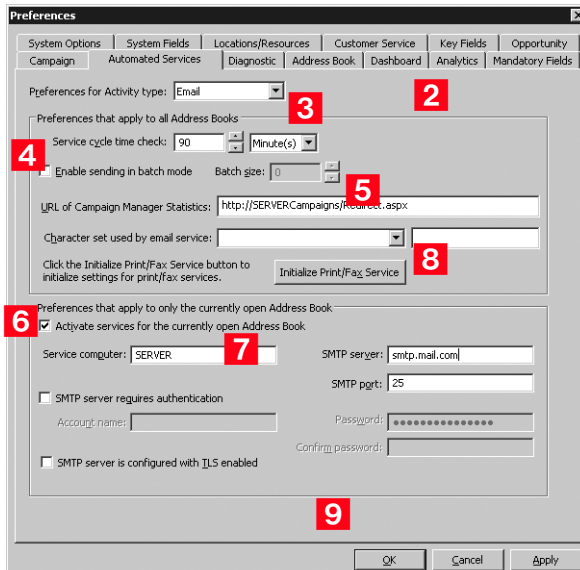 Preferences
System Options System Fields Locations/Resources Customer Service Key Fields Opportunity
Campaign Automated Services Diagnostic Address Book Dashboard Analytics Mandatory Fields
2
Preferences for Activity type: Email
3
Preferences that apply to all Address Books
Service cycle time check: 90 Minute(s)
4
Enable sending in batch mode Batch size: 0
5
URL of Campaign Manager Statistics: http://SERVERCampaigns/Redirect.aspx
Character set used by email service:
8
Click the Initialize Print/Fax Service button to
initialize settings for print/fax services.
Initialize Print/Fax Service
Preferences that apply to only the currently open Address Book
6
Activate services for the currently open Address Book
7
Service computer: SERVER SMTP server: smtp.mail.com
SMTP port: 25
SMTP server requires authentication
Account name: Password:
Confirm password:
SMTP server is configured with TLS enabled
9
OK Cancel Apply